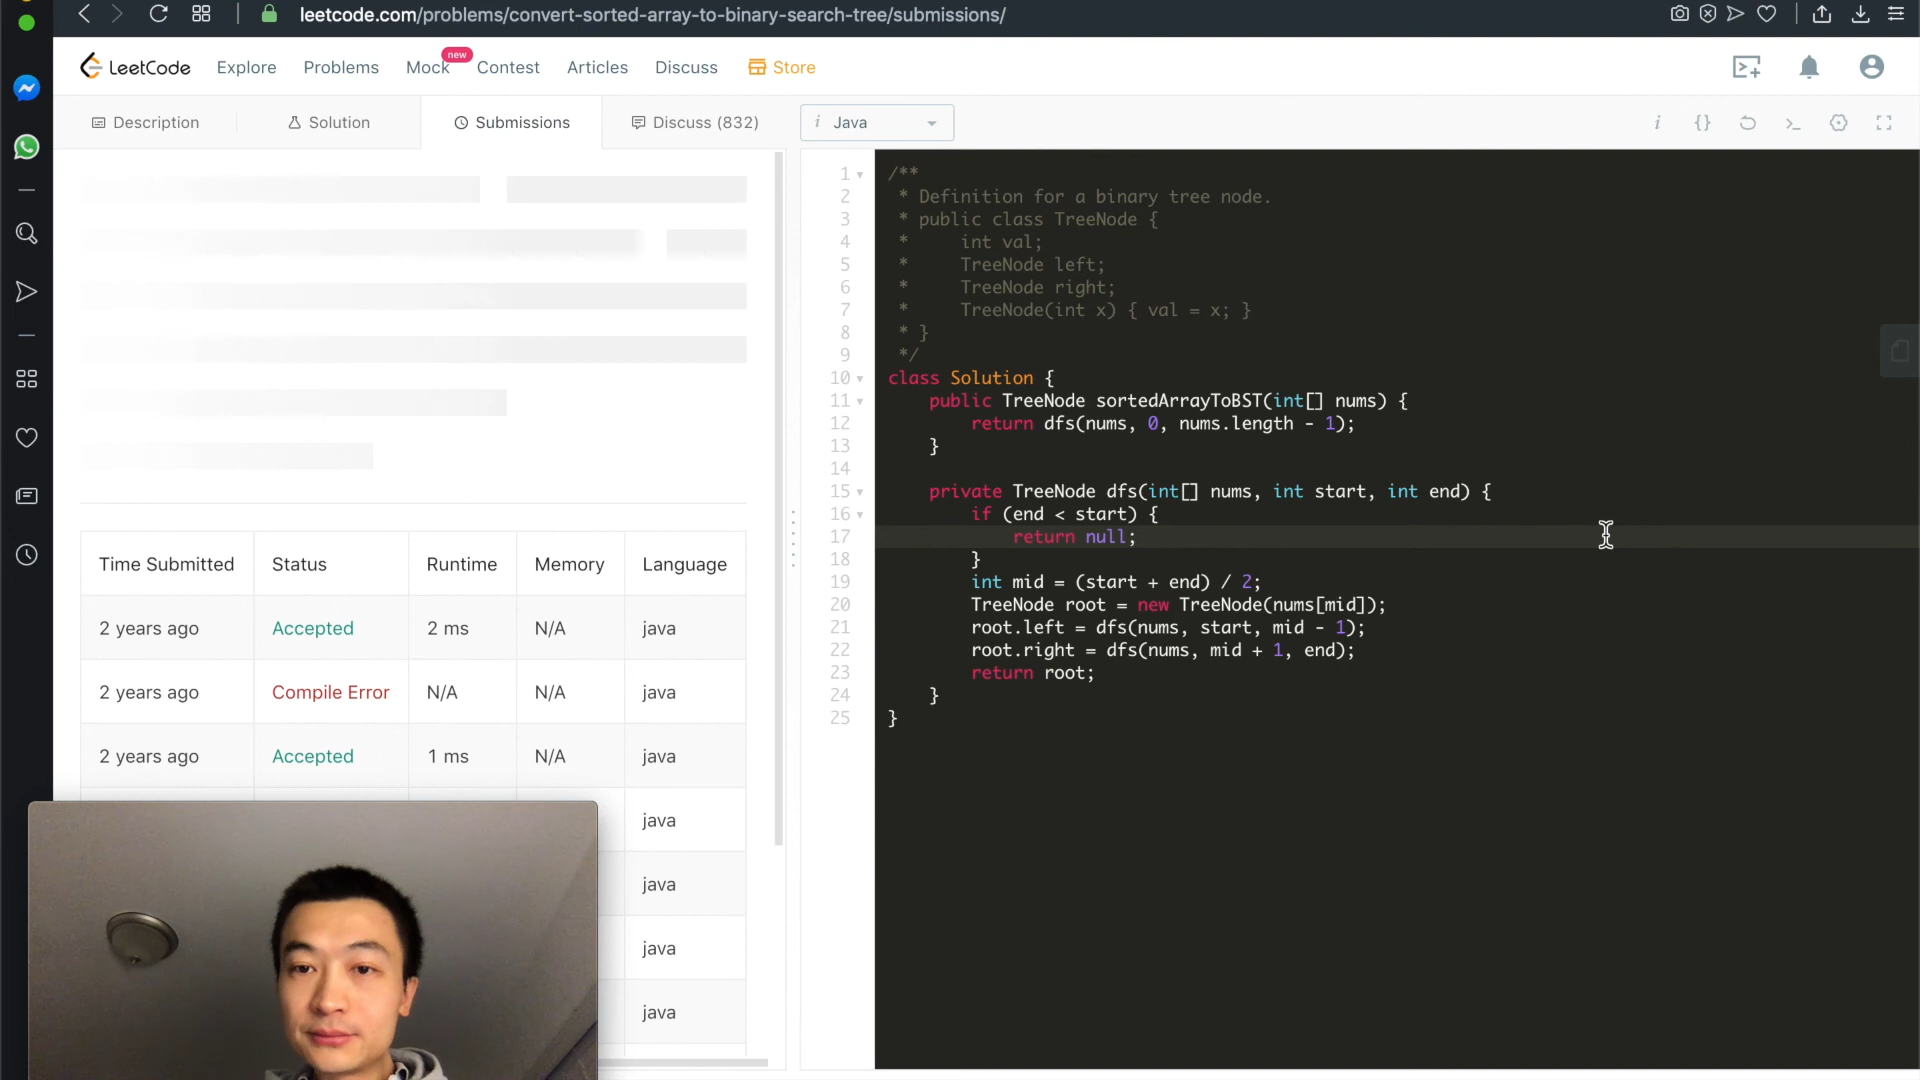 leetcode.com/problems/convert-sorted-array-to-binary-search-tree/submissions/
LeetCode Explore Problems Mock new Contest Articles Discuss Store
Description Solution Submissions Discuss (832)
i Java
Time Submitted Status Runtime Memory Language
2 years ago Accepted 2 ms N/A java
2 years ago Compile Error N/A N/A java
2 years ago Accepted 1 ms N/A java
java
java
java
java
1 /**
2  * Definition for a binary tree node.
3  * public class TreeNode {
4  *     int val;
5  *     TreeNode left;
6  *     TreeNode right;
7  *     TreeNode(int x) { val = x; }
8  * }
9  */
10 class Solution {
11     public TreeNode sortedArrayToBST(int[] nums) {
12         return dfs(nums, 0, nums.length - 1);
13     }
14
15     private TreeNode dfs(int[] nums, int start, int end) {
16         if (end < start) {
17             return null;
18         }
19         int mid = (start + end) / 2;
20         TreeNode root = new TreeNode(nums[mid]);
21         root.left = dfs(nums, start, mid - 1);
22         root.right = dfs(nums, mid + 1, end);
23         return root;
24     }
25 }